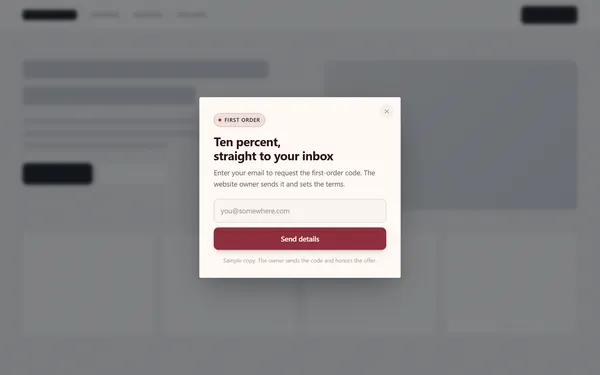 FIRST ORDER
Ten percent,
straight to your inbox
Enter your email to request the first-order code. The
website owner sends it and sets the terms.
you@somewhere.com
Send details
Sample copy. The owner sends the code and honors the offer.